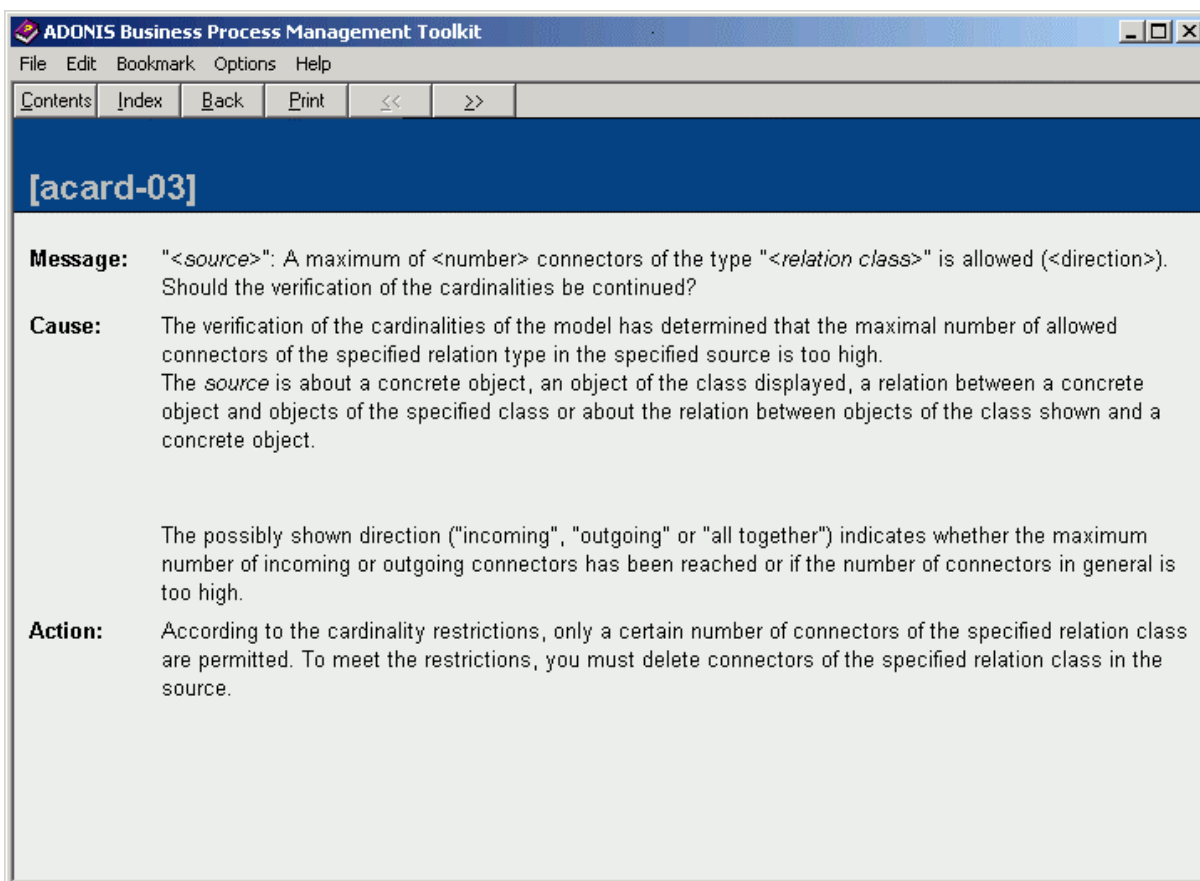 ADONIS Business Process Management Toolkit
File Edit Bookmark Options Help
Contents Index Back Print << >>
[acard-03]
Message: "<source>": A maximum of <number> connectors of the type "<relation class>" is allowed (<direction>).
Should the verification of the cardinalities be continued?
Cause: The verification of the cardinalities of the model has determined that the maximal number of allowed
connectors of the specified relation type in the specified source is too high.
The source is about a concrete object, an object of the class displayed, a relation between a concrete
object and objects of the specified class or about the relation between objects of the class shown and a
concrete object.
The possibly shown direction ("incoming", "outgoing" or "all together") indicates whether the maximum
number of incoming or outgoing connectors has been reached or if the number of connectors in general is
too high.
Action: According to the cardinality restrictions, only a certain number of connectors of the specified relation class
are permitted. To meet the restrictions, you must delete connectors of the specified relation class in the
source.